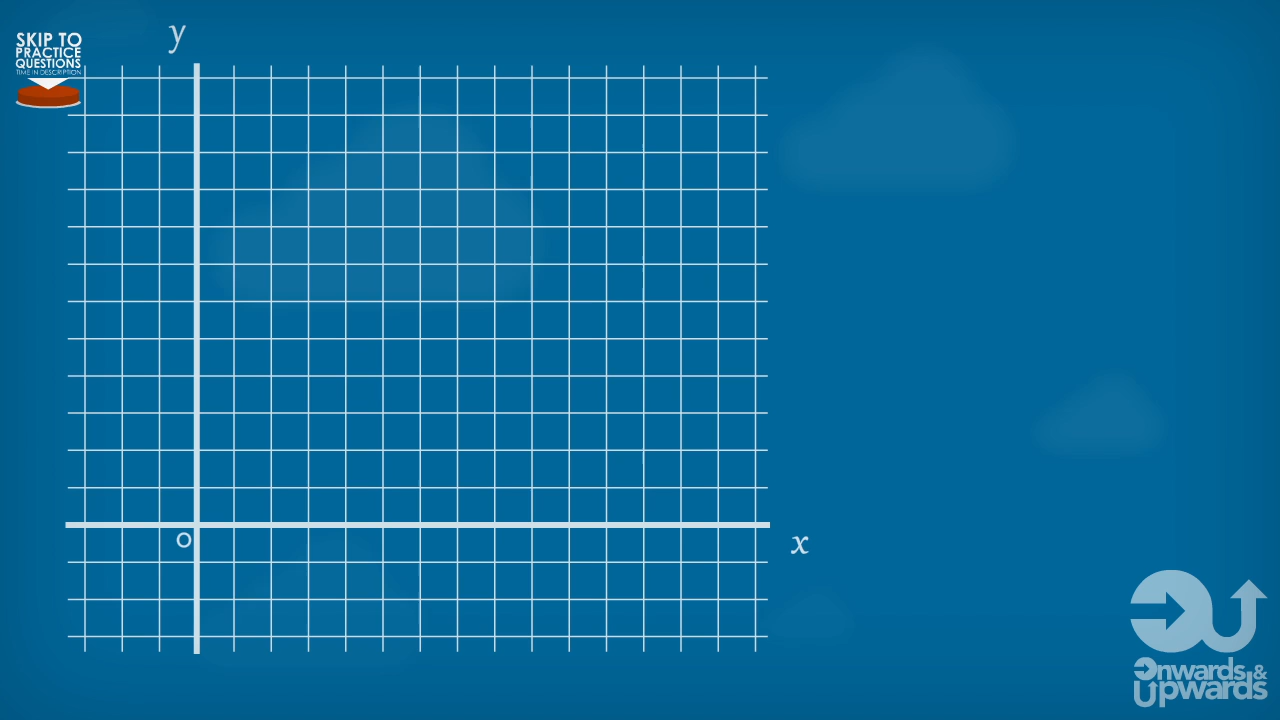 SKIP TO
PRACTICE
QUESTIONS
TIME IN DESCRIPTION
y
o
x
Onwards&
Upwards